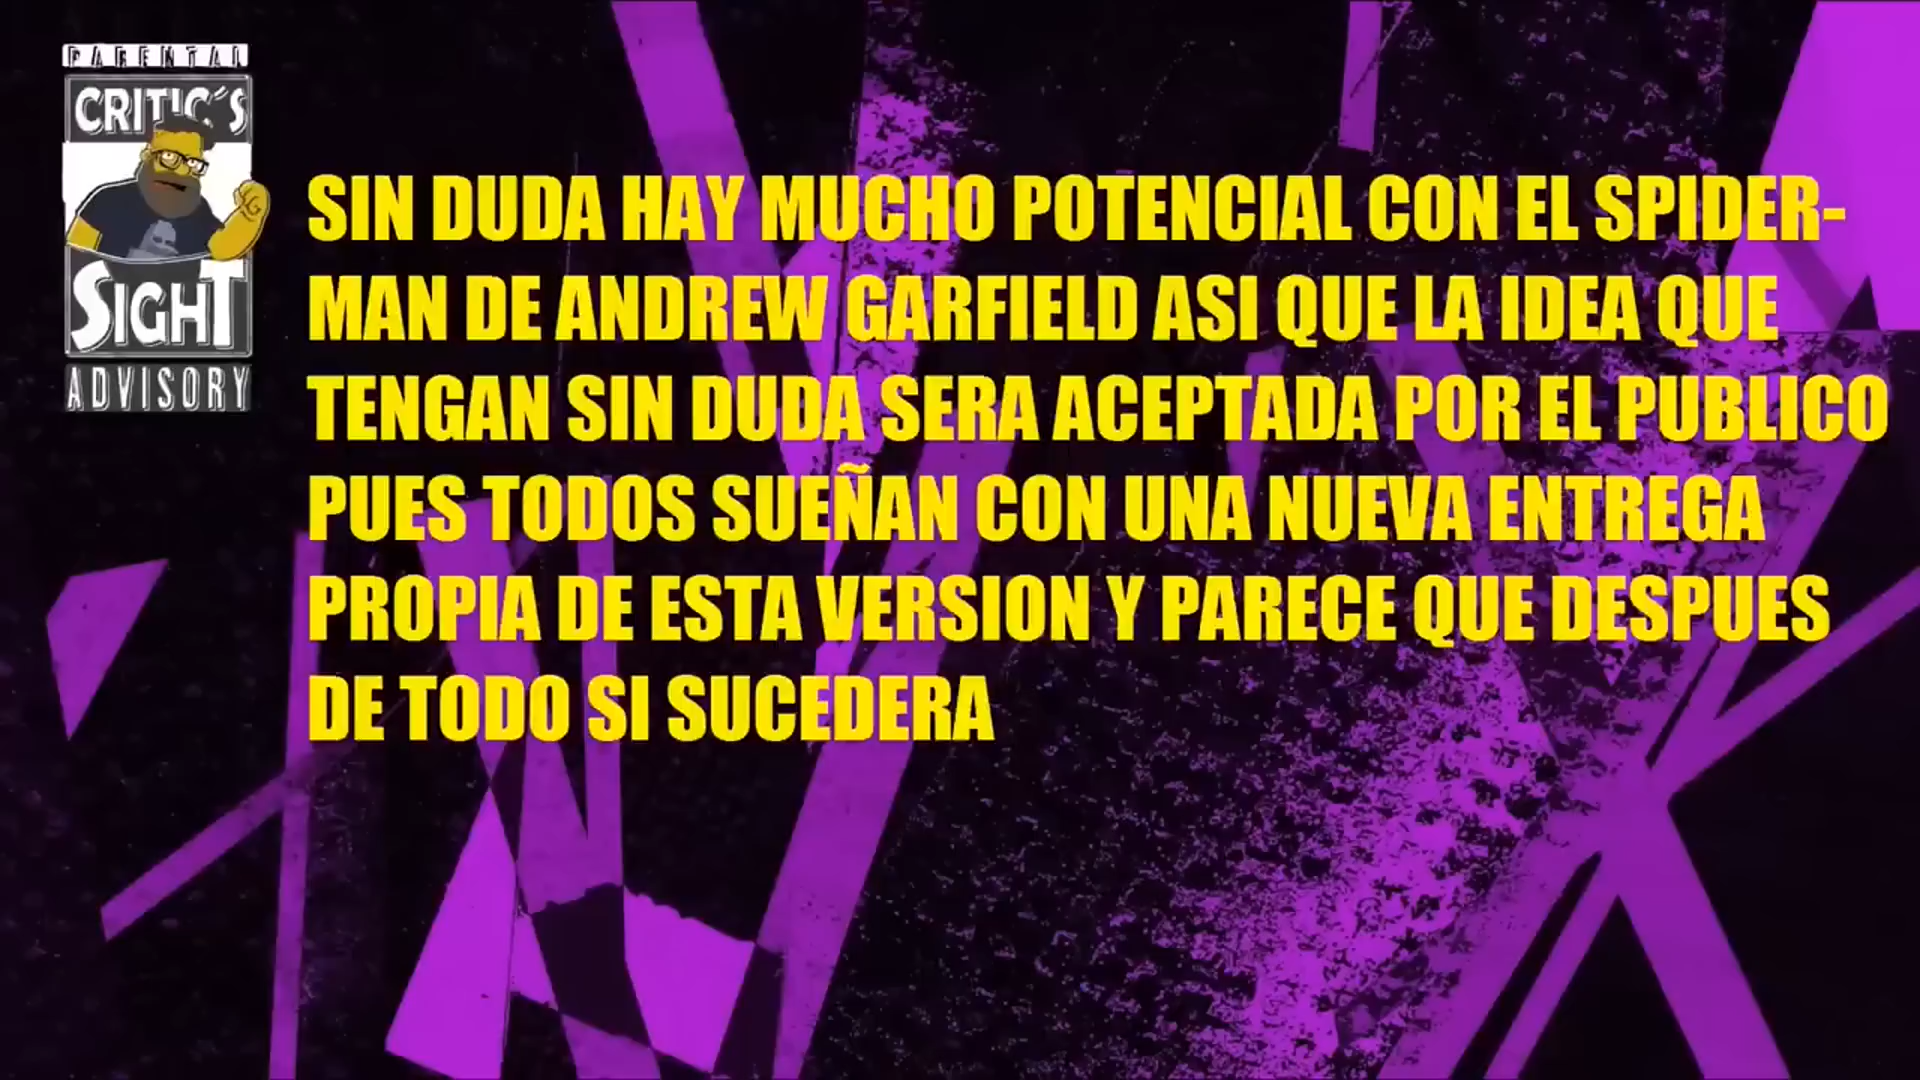 PARENTAL
CRITIC'S
SIGHT
ADVISORY
SIN DUDA HAY MUCHO POTENCIAL CON EL SPIDER-
MAN DE ANDREW GARFIELD ASI QUE LA IDEA QUE
TENGAN SIN DUDA SERA ACEPTADA POR EL PUBLICO
PUES TODOS SUEÑAN CON UNA NUEVA ENTREGA
PROPIA DE ESTA VERSION Y PARECE QUE DESPUES
DE TODO SI SUCEDERA